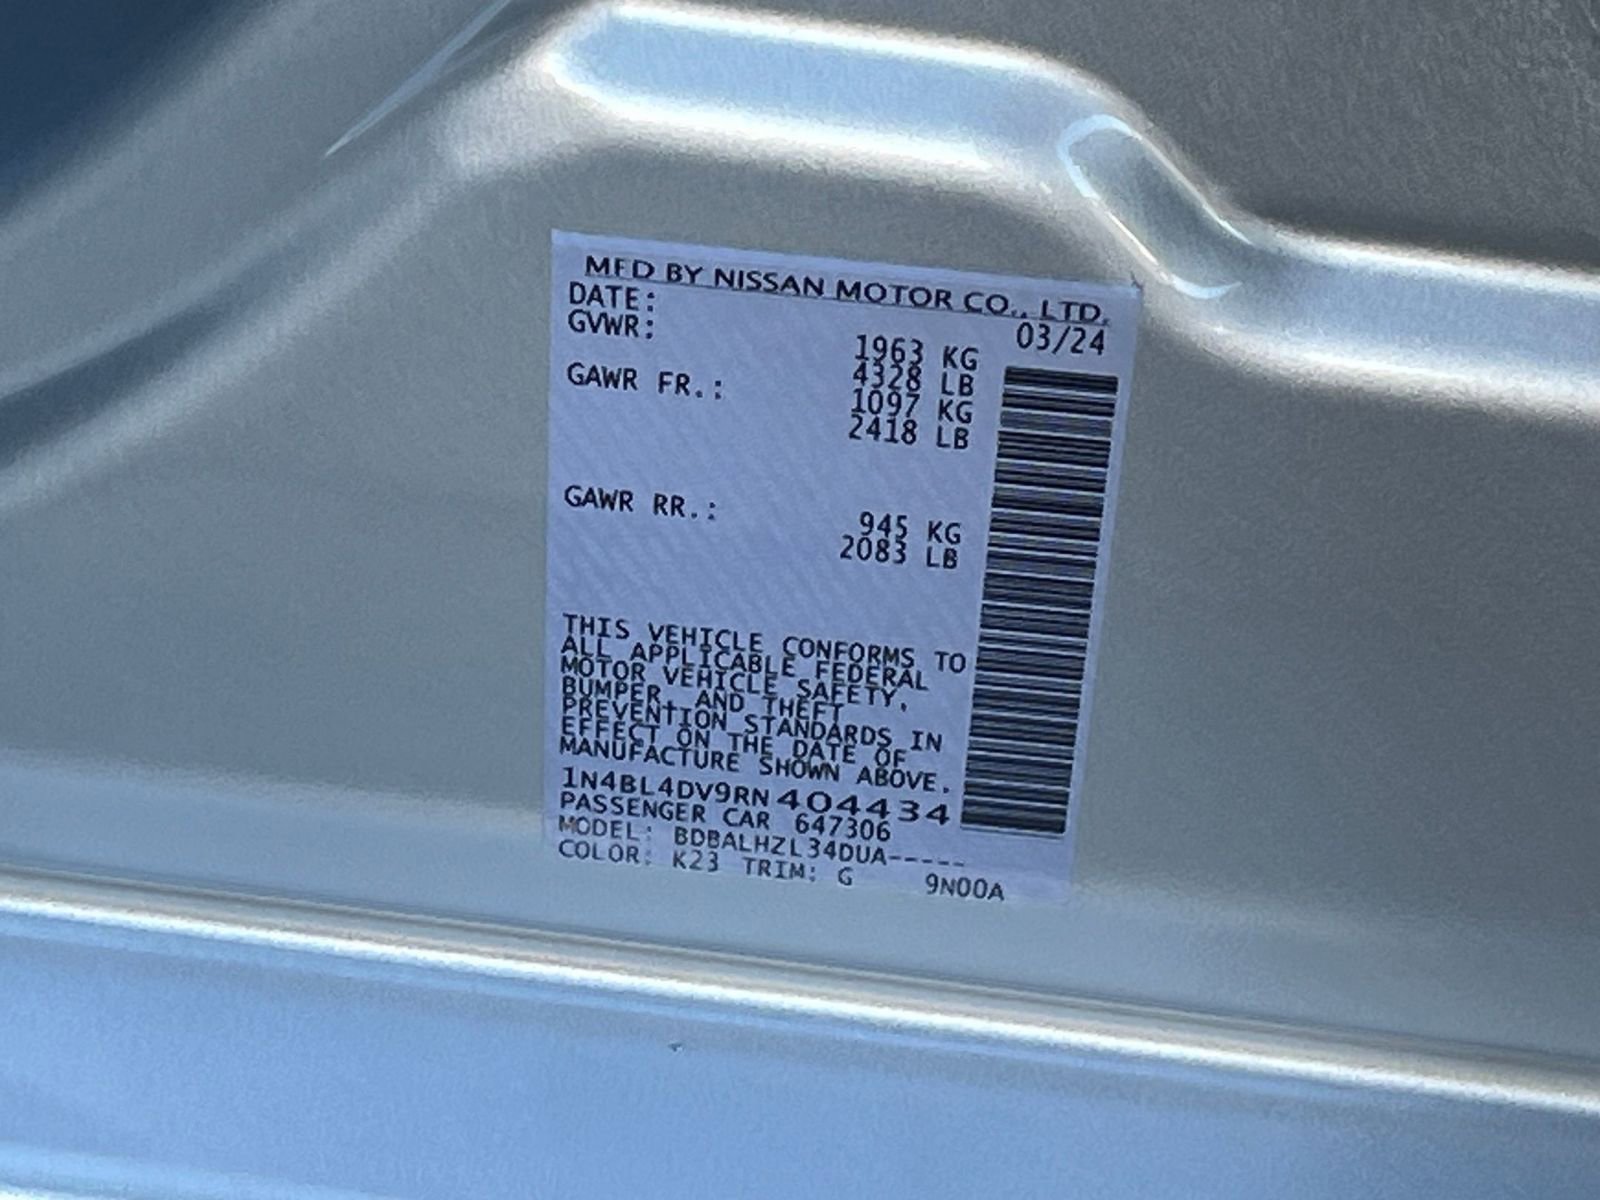 MFD BY NISSAN MOTOR CO., LTD.
DATE: 03/24
GVWR: 1963 KG
4328 LB
GAWR FR.: 1097 KG
2418 LB
GAWR RR.: 945 KG
2083 LB
THIS VEHICLE CONFORMS TO
ALL APPLICABLE FEDERAL
MOTOR VEHICLE SAFETY,
BUMPER, AND THEFT
PREVENTION STANDARDS IN
EFFECT ON THE DATE OF
MANUFACTURE SHOWN ABOVE.
1N4BL4DV9RN404434
PASSENGER CAR 647306
MODEL: BDBALHZL34DUA-----
COLOR: K23 TRIM: G 9N00A